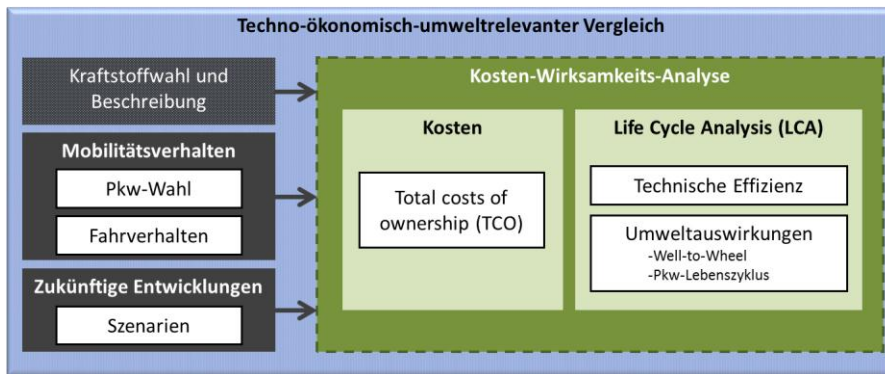 Techno-ökonomisch-umweltrelevanter Vergleich
Kraftstoffwahl und
Beschreibung
Mobilitätsverhalten
Pkw-Wahl
Fahrverhalten
Zukünftige Entwicklungen
Szenarien
Kosten-Wirksamkeits-Analyse
Kosten
Total costs of
ownership (TCO)
Life Cycle Analysis (LCA)
Technische Effizienz
Umweltauswirkungen
-Well-to-Wheel
-Pkw-Lebenszyklus